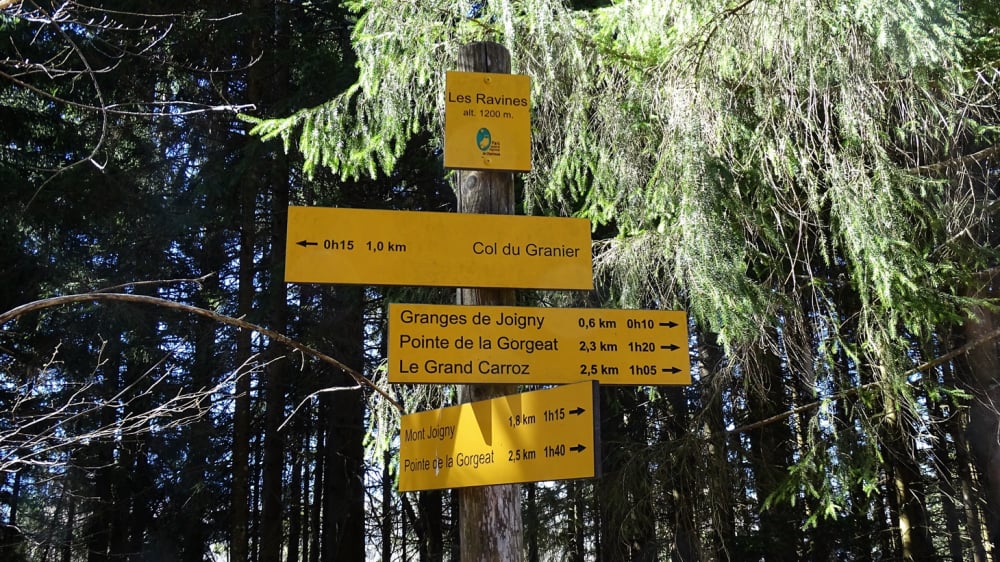 Les Ravines
alt. 1200 m.
Parc
0h15 1,0 km Col du Granier
Granges de Joigny 0,6 km 0h10
Pointe de la Gorgeat 2,3 km 1h20
Le Grand Carroz 2,5 km 1h05
Mont Joigny 1,8 km 1h15
Pointe de la Gorgeat 2,5 km 1h40